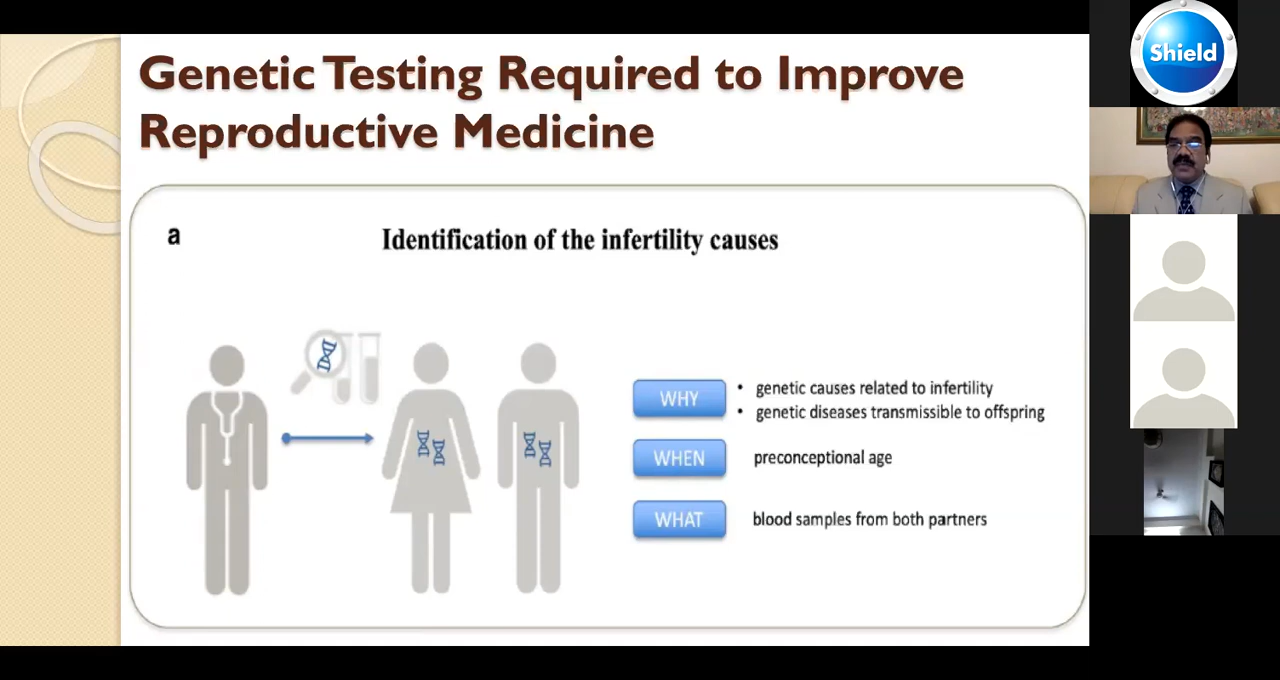 Genetic Testing Required to Improve
Reproductive Medicine
a
Identification of the infertility causes
WHY
• genetic causes related to infertility
• genetic diseases transmissible to offspring
WHEN
preconceptional age
WHAT
blood samples from both partners
Shield